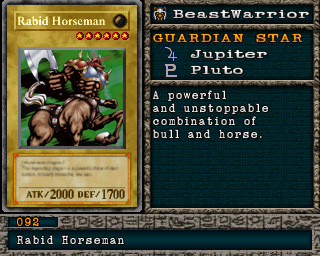 Rabid Horseman
BeastWarrior
GUARDIAN STAR
Jupiter
Pluto
A powerful
and unstoppable
combination of
bull and horse.
ATK/2000 DEF/1700
092
Rabid Horseman